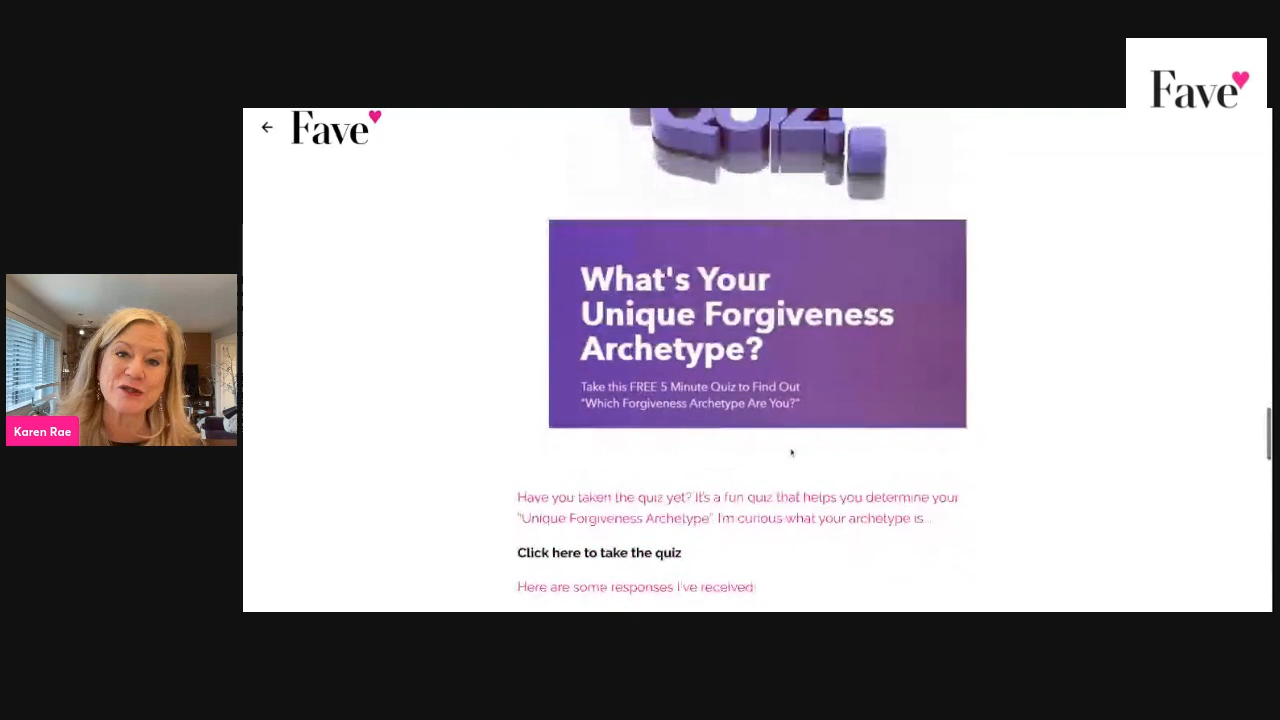 Fave
Fave
QUIZ!
What's Your
Unique Forgiveness
Archetype?
Take this FREE 5 Minute Quiz to Find Out
"Which Forgiveness Archetype Are You?"
Karen Rae
Have you taken the quiz yet? It's a fun quiz that helps you determine your
"Unique Forgiveness Archetype". I'm curious what your archetype is...
Click here to take the quiz
Here are some responses I've received: